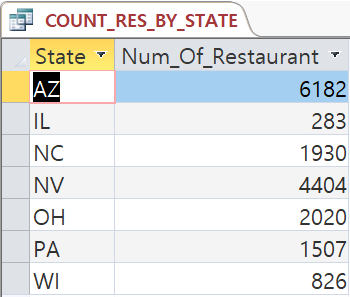 COUNT_RES_BY_STATE
State Num_Of_Restaurant
AZ 6182
IL 283
NC 1930
NV 4404
OH 2020
PA 1507
WI 826